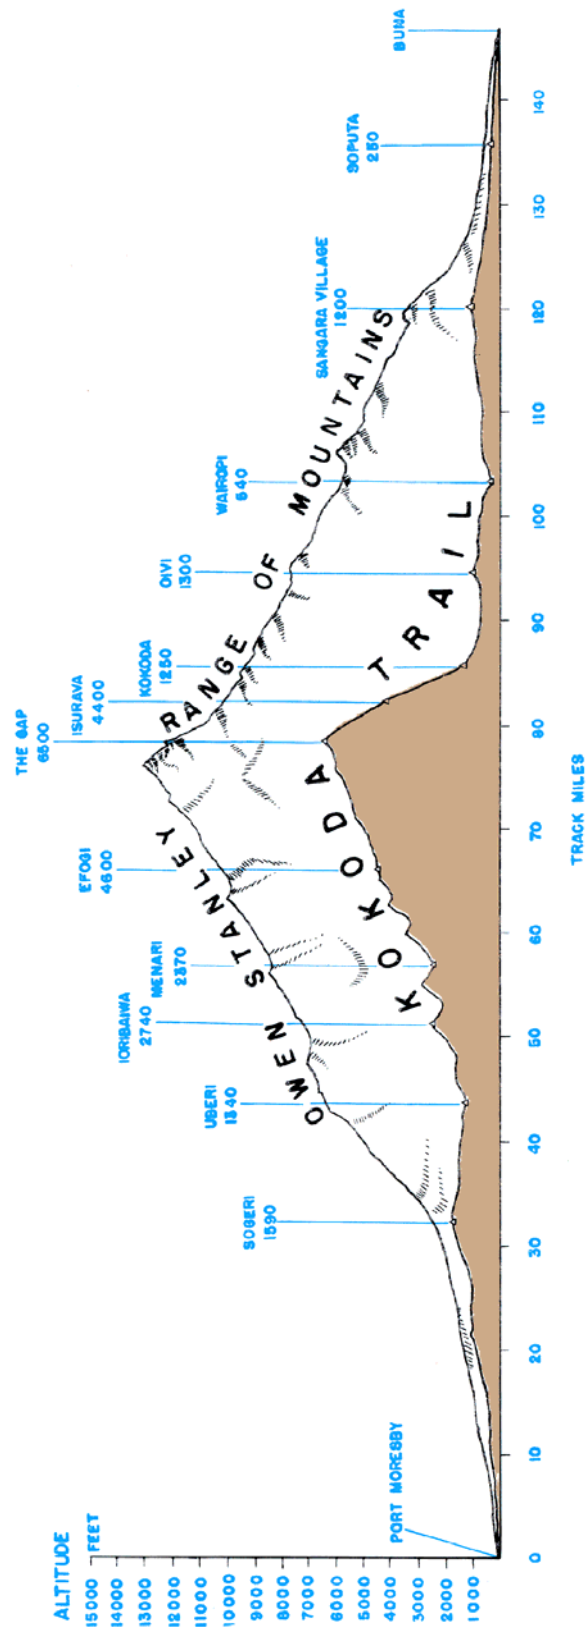 ALTITUDE
FEET
15000
14000
13000
12000
11000
10000
9000
8000
7000
6000
5000
4000
3000
2000
1000
PORT MORESBY
SOGERI
1590
UBERI
1340
IORIBAIWA
2740
MENARI
2370
EFOGI
4600
THE GAP
6500
ISURAVA
4400
KOKODA
1250
OIVI
1300
WAIROPI
540
SANGARA VILLAGE
1200
SOPUTA
250
BUNA
OWEN STANLEY RANGE OF MOUNTAINS
KOKODA TRAIL
0 10 20 30 40 50 60 70 80 90 100 110 120 130 140
TRACK MILES